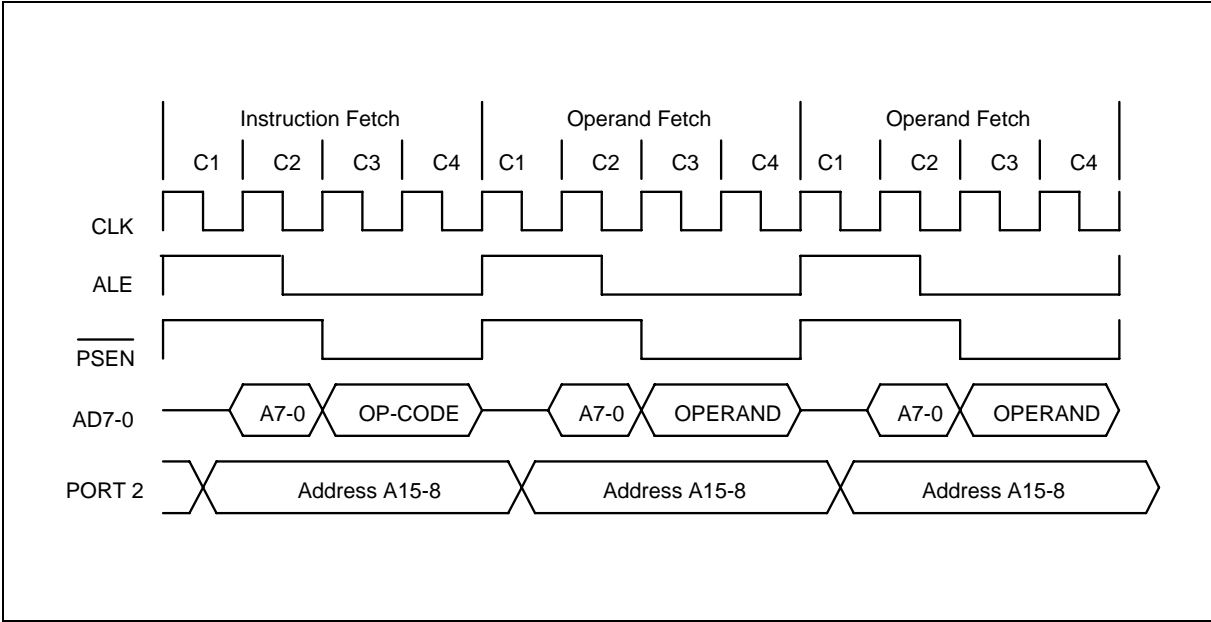 Instruction Fetch Operand Fetch Operand Fetch
C1 C2 C3 C4 C1 C2 C3 C4 C1 C2 C3 C4
CLK
ALE
PSEN
AD7-0 A7-0 OP-CODE A7-0 OPERAND A7-0 OPERAND
PORT 2 Address A15-8 Address A15-8 Address A15-8